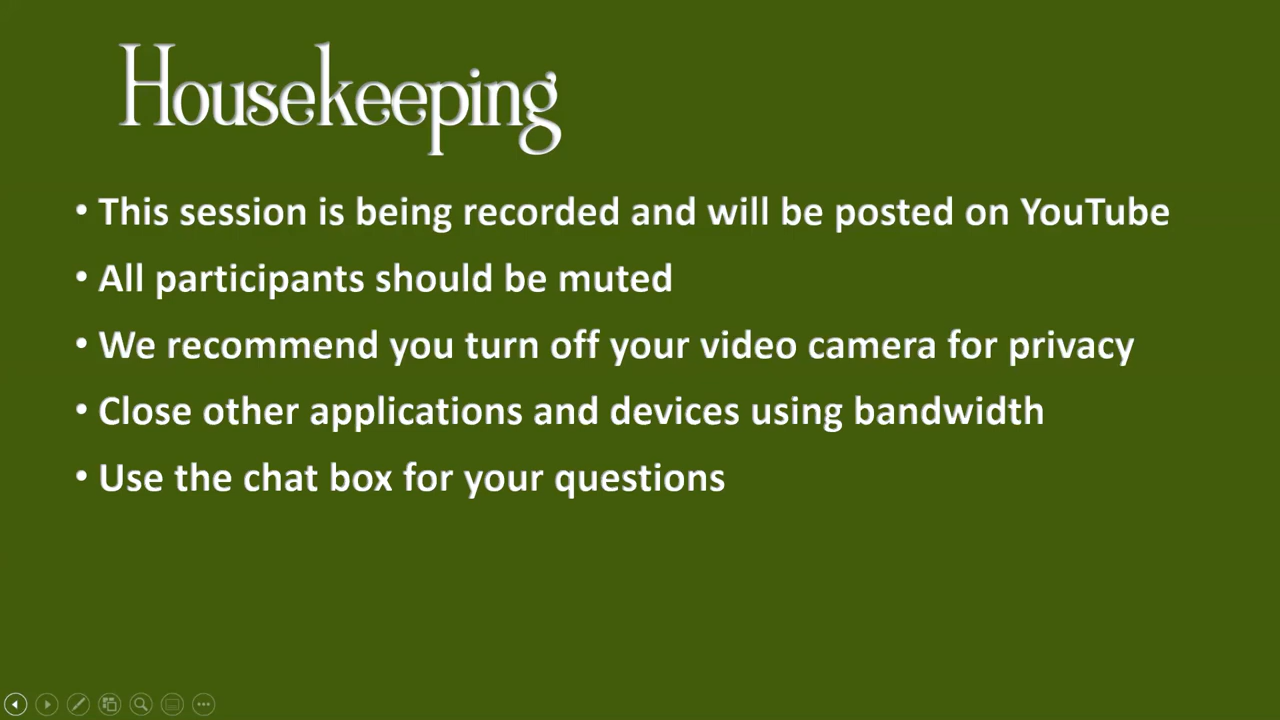 Housekeeping
• This session is being recorded and will be posted on YouTube
• All participants should be muted
• We recommend you turn off your video camera for privacy
• Close other applications and devices using bandwidth
• Use the chat box for your questions